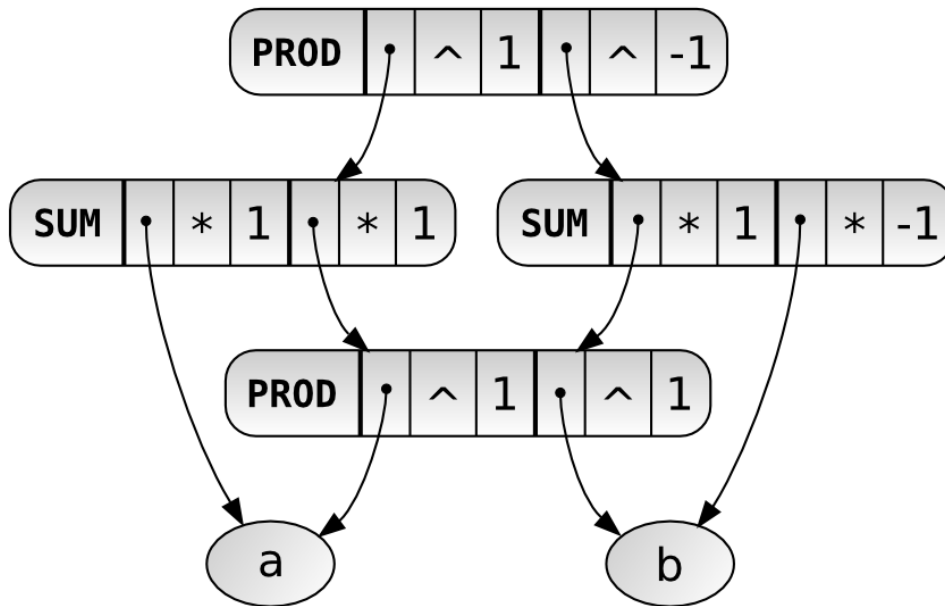 PROD ^ 1 ^ -1
SUM * 1 * 1 SUM * 1 * -1
PROD ^ 1 ^ 1
a b